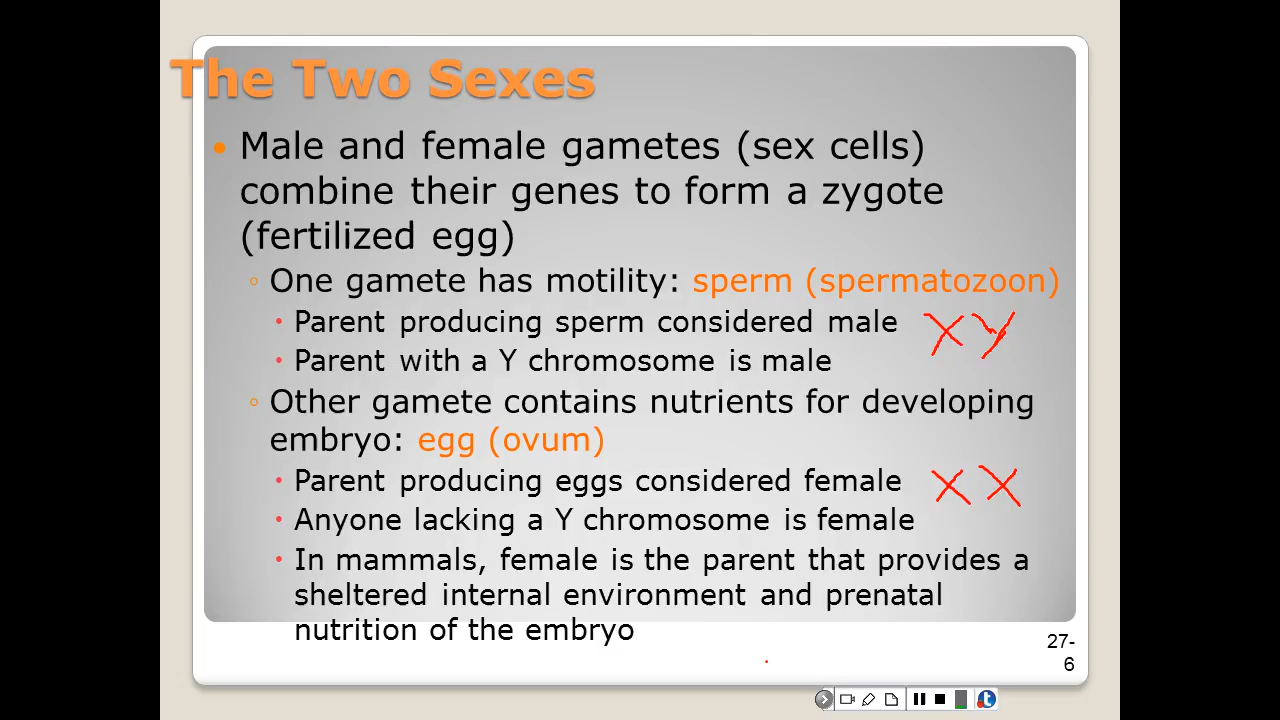 The Two Sexes
Male and female gametes (sex cells)
combine their genes to form a zygote
(fertilized egg)
One gamete has motility: sperm (spermatozoon)
Parent producing sperm considered male XY
Parent with a Y chromosome is male
Other gamete contains nutrients for developing
embryo: egg (ovum)
Parent producing eggs considered female XX
Anyone lacking a Y chromosome is female
In mammals, female is the parent that provides a
sheltered internal environment and prenatal
nutrition of the embryo
27-
6
t